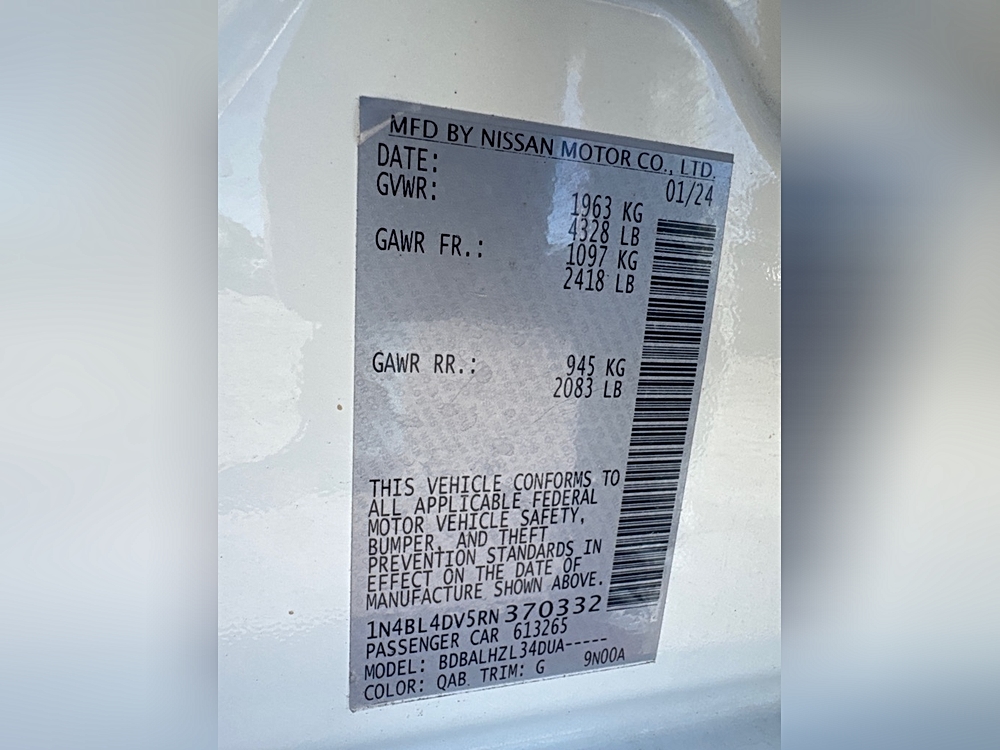 MFD BY NISSAN MOTOR CO., LTD.
DATE: 01/24
GVWR: 1963 KG
4328 LB
GAWR FR.: 1097 KG
2418 LB
GAWR RR.: 945 KG
2083 LB
THIS VEHICLE CONFORMS TO
ALL APPLICABLE FEDERAL
MOTOR VEHICLE SAFETY,
BUMPER, AND THEFT
PREVENTION STANDARDS IN
EFFECT ON THE DATE OF
MANUFACTURE SHOWN ABOVE.
1N4BL4DV5RN370332
PASSENGER CAR 613265
MODEL: BDBALHZL34DUA-----
COLOR: QAB TRIM: G 9N00A